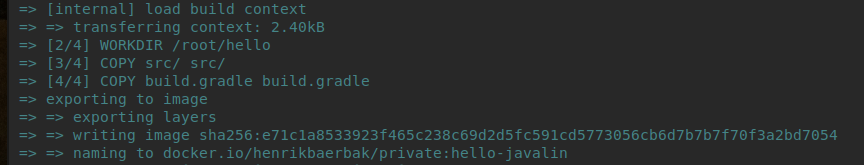 => [internal] load build context
=> => transferring context: 2.40kB
=> [2/4] WORKDIR /root/hello
=> [3/4] COPY src/ src/
=> [4/4] COPY build.gradle build.gradle
=> exporting to image
=> => exporting layers
=> => writing image sha256:e71c1a8533923f465c238c69d2d5fc591cd5773056cb6d7b7b7f70f3a2bd7054
=> => naming to docker.io/henrikbaerbak/private:hello-javalin